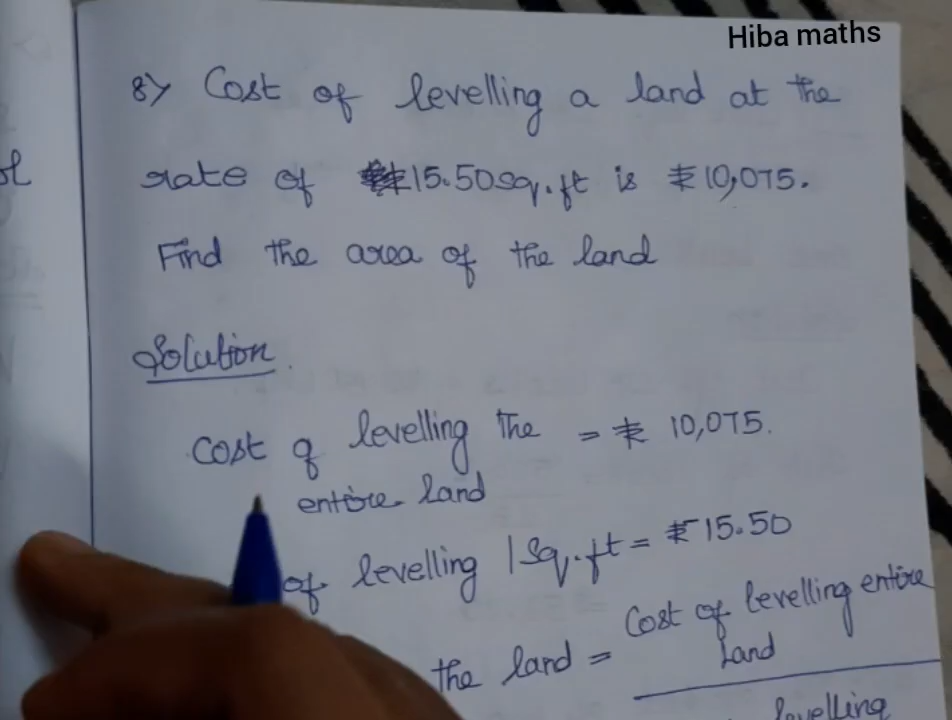 Hiba maths
8) Cost of levelling a land at the
rate of ₹15.50sq.ft is ₹10,075.
Find the area of the land
Solution.
Cost of levelling the = ₹ 10,075.
entire land
of levelling 1sq.ft = ₹15.50
Cost of levelling entire
the land =
Land
levelling